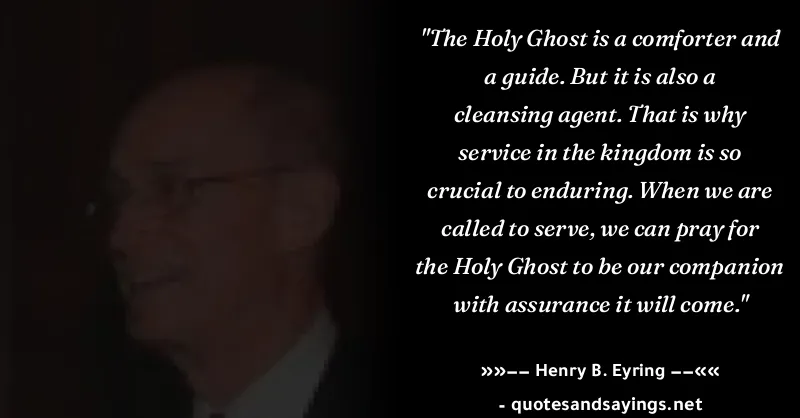 "The Holy Ghost is a comforter and
a guide. But it is also a
cleansing agent. That is why
service in the kingdom is so
crucial to enduring. When we are
called to serve, we can pray for
the Holy Ghost to be our companion
with assurance it will come."
»»−− Henry B. Eyring −−««
- quotesandsayings.net